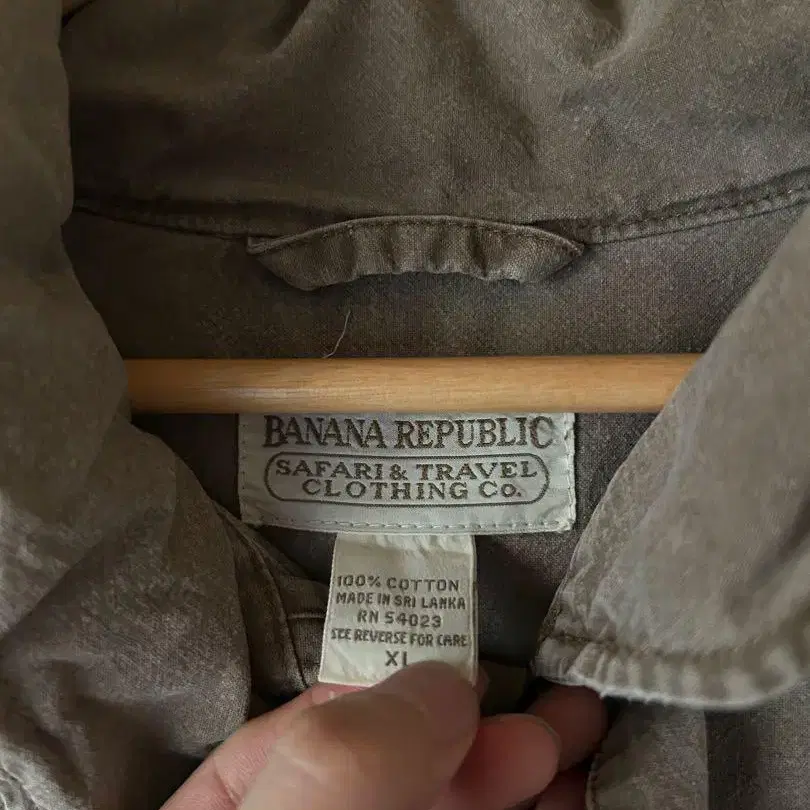 BANANA REPUBLIC
SAFARI & TRAVEL
CLOTHING CO.
100% COTTON
MADE IN SRI LANKA
RN 54023
SEE REVERSE FOR CARE
XL